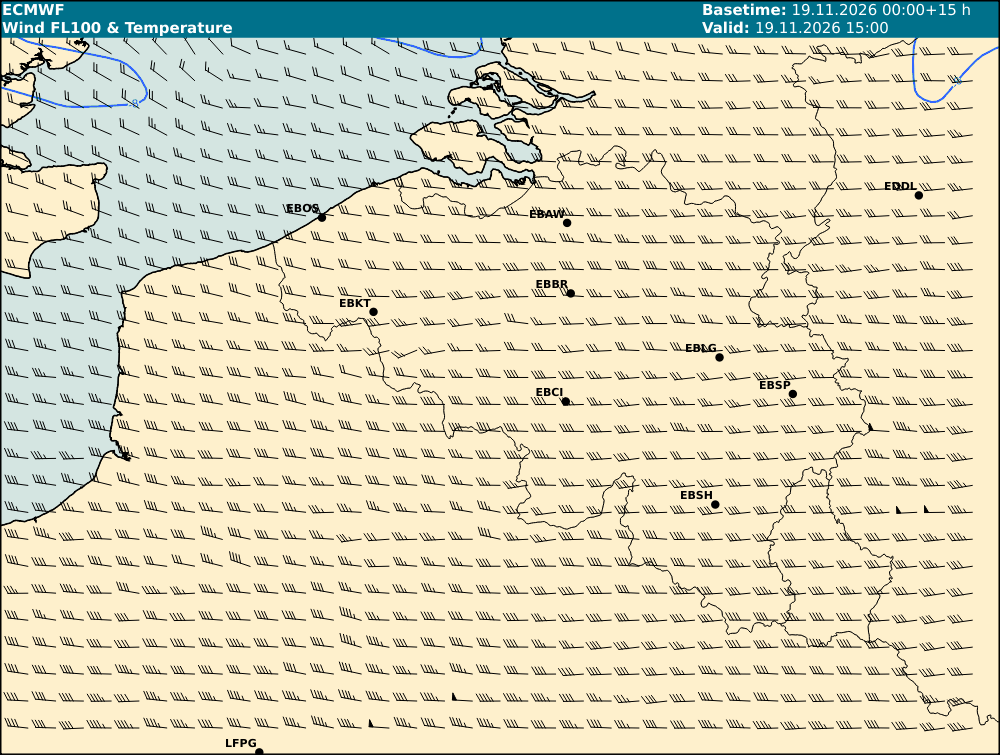 ECMWF
Wind FL100 & Temperature
Basetime: 19.11.2026 00:00+15 h
Valid: 19.11.2026 15:00
EDDL
EBOS
EBAW
EBBR
EBKT
EBLG
EBSP
EBCI
EBSH
LFPG